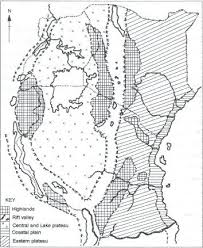 N
KEY
Highlands
Rift valley
Central and Lake plateau
Coastal plain
Eastern plateau